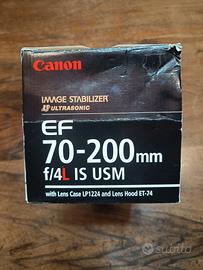 Canon
IMAGE STABILIZER
ULTRASONIC
EF
70-200mm
f/4L IS USM
with Lens Case LP1224 and Lens Hood ET-74
subito